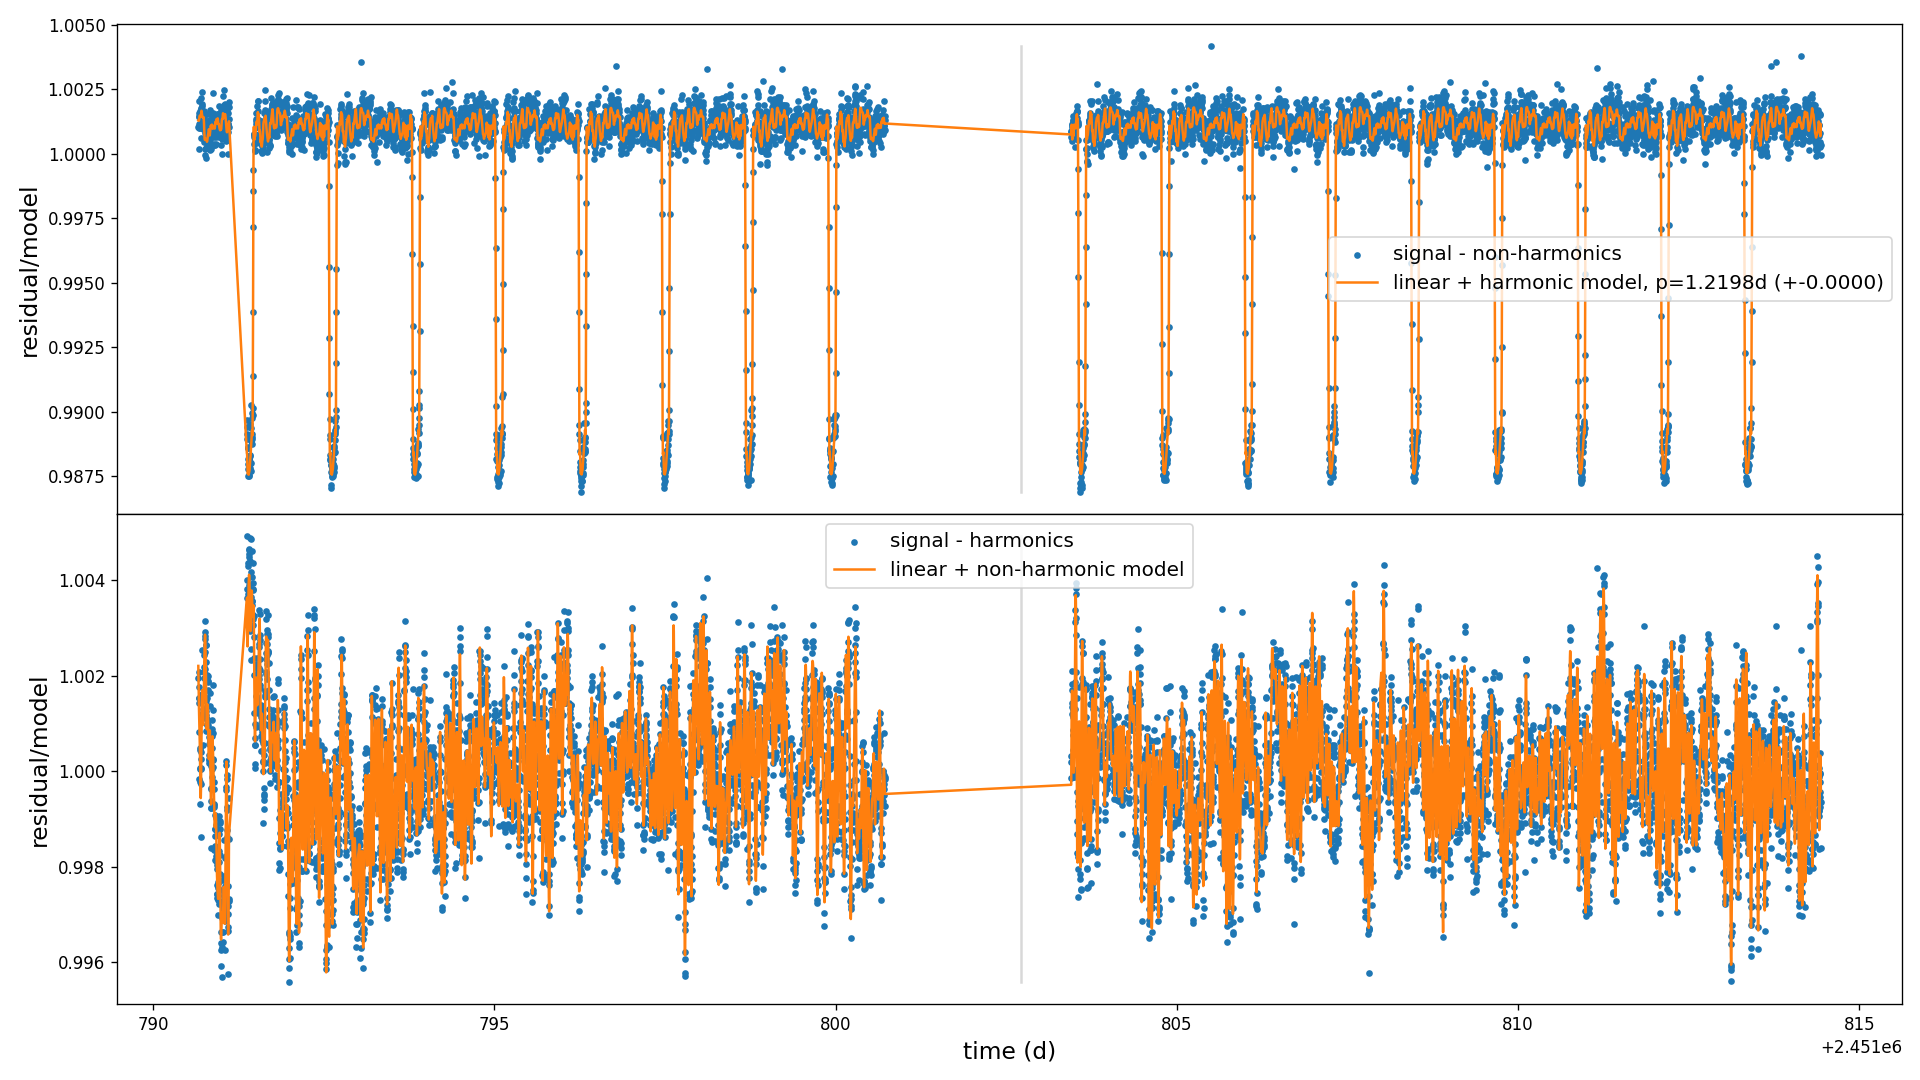 1.0050
1.0025
1.0000
0.9975
0.9950
0.9925
0.9900
0.9875
residual/model
signal - non-harmonics
linear + harmonic model, p=1.2198d (+-0.0000)
signal - harmonics
linear + non-harmonic model
1.004
1.002
1.000
0.998
0.996
residual/model
790
795
800
805
810
815
time (d)
+2.451e6